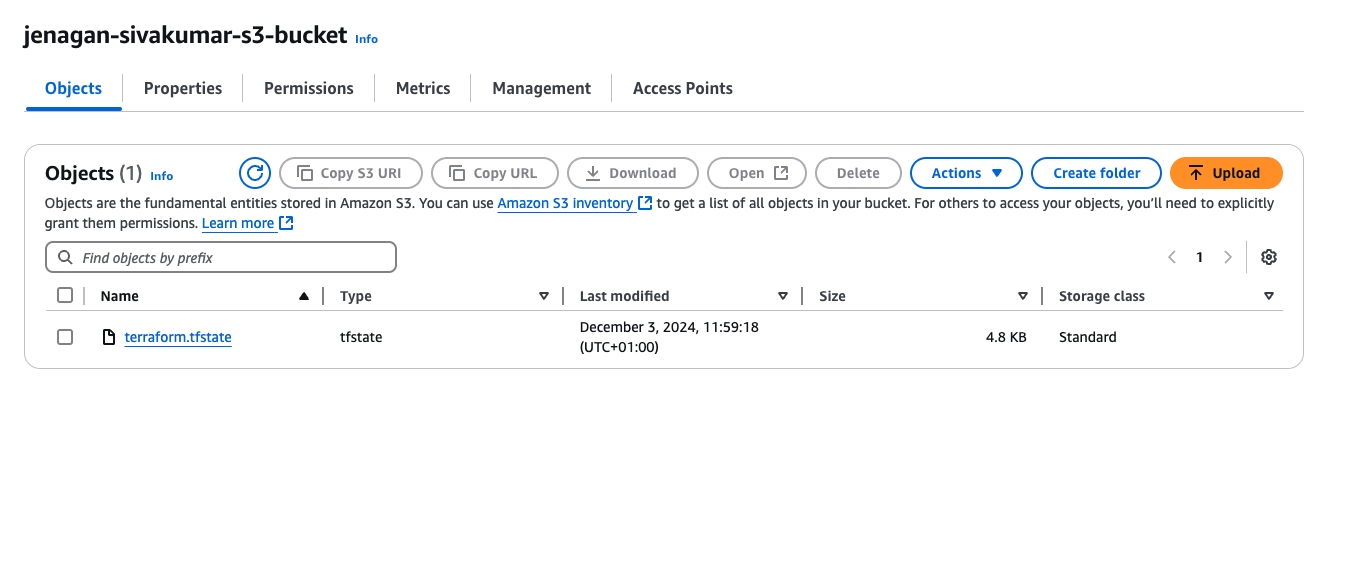 jenagan-sivakumar-s3-bucket Info
Objects Properties Permissions Metrics Management Access Points
Objects (1) Info Copy S3 URI Copy URL Download Open Delete Actions Create folder Upload
Objects are the fundamental entities stored in Amazon S3. You can use Amazon S3 inventory to get a list of all objects in your bucket. For others to access your objects, you’ll need to explicitly
grant them permissions. Learn more
Find objects by prefix 1
Name Type Last modified Size Storage class
terraform.tfstate tfstate December 3, 2024, 11:59:18 4.8 KB Standard
(UTC+01:00)